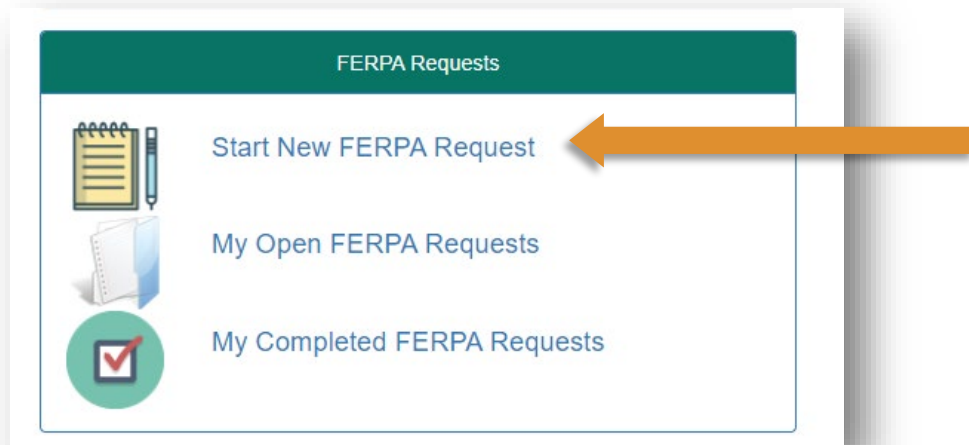 FERPA Requests
Start New FERPA Request
My Open FERPA Requests
My Completed FERPA Requests